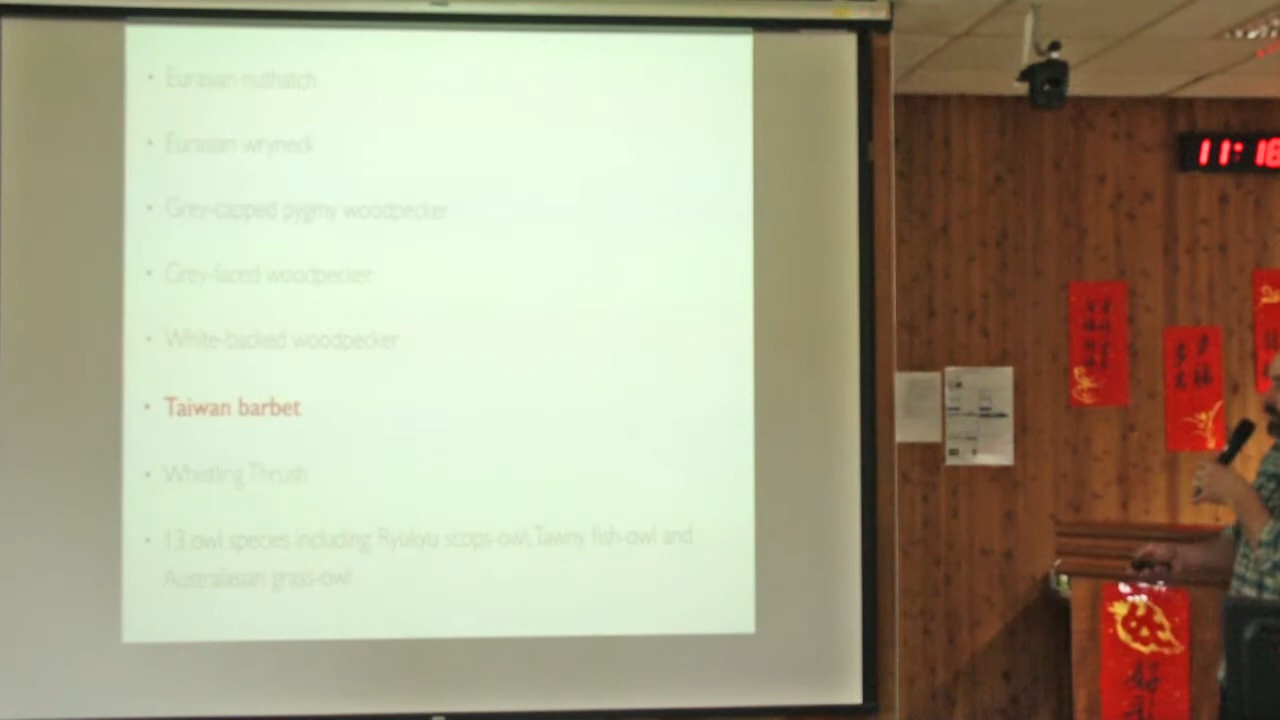 • Eurasian nuthatch
• Eurasian wryneck
• Grey-capped pygmy woodpecker
• Grey-faced woodpecker
• White-backed woodpecker
• Taiwan barbet
• Whistling Thrush
• 13 owl species including Ryukyu scops-owl, Tawny fish-owl and
Australasian grass-owl
11:16